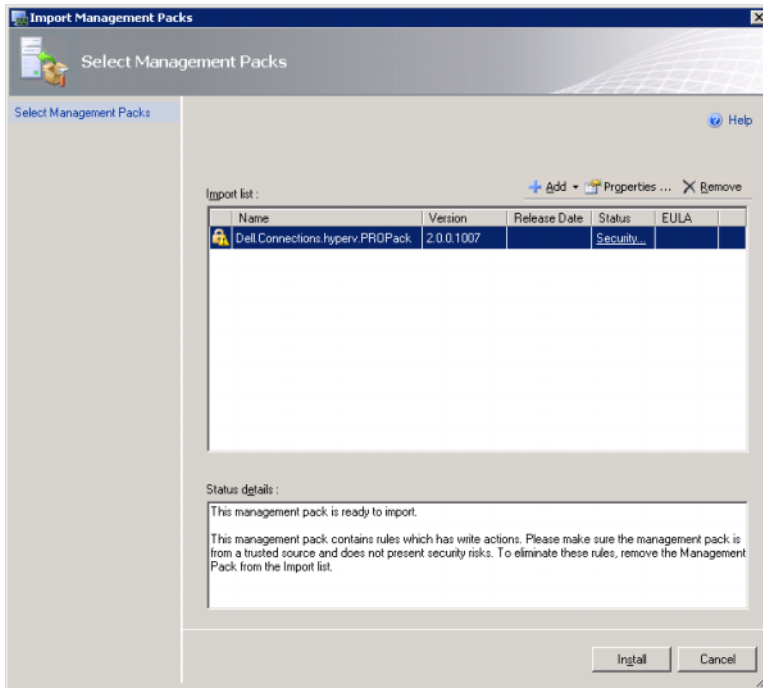 Import Management Packs
Select Management Packs
Select Management Packs
Help
Import list :
Add
Properties ...
Remove
Name Version Release Date Status EULA
Dell.Connections.hyperv.PROPack 2.0.0.1007 Security...
Status details :
This management pack is ready to import.
This management pack contains rules which has write actions. Please make sure the management pack is
from a trusted source and does not present security risks. To eliminate these rules, remove the Management
Pack from the Import list.
Install
Cancel